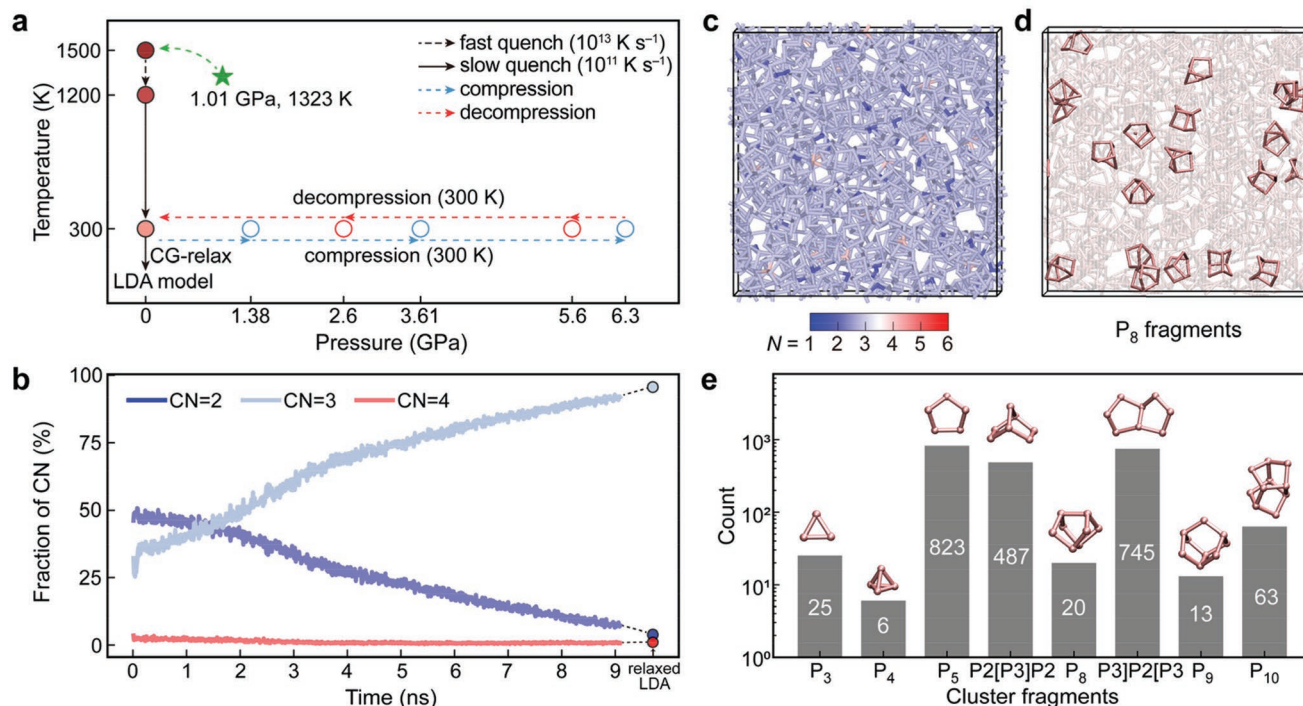 a
Temperature (K)
1500
1200
300
1.01 GPa, 1323 K
fast quench (10¹³ K s⁻¹)
slow quench (10¹¹ K s⁻¹)
compression
decompression
decompression (300 K)
CG-relax
compression (300 K)
LDA model
0
1.38
2.6
3.61
5.6
6.3
Pressure (GPa)
b
Fraction of CN (%)
100
75
50
25
0
CN=2
CN=3
CN=4
0
1
2
3
4
5
6
7
8
9
relaxed
LDA
Time (ns)
c
N = 1 2 3 4 5 6
d
P₈ fragments
e
Count
10³
10²
10¹
10⁰
25
6
823
487
20
745
13
63
P₃
P₄
P₅
P2[P3]P2
P₈
P3]P2[P3
P₉
P₁₀
Cluster fragments